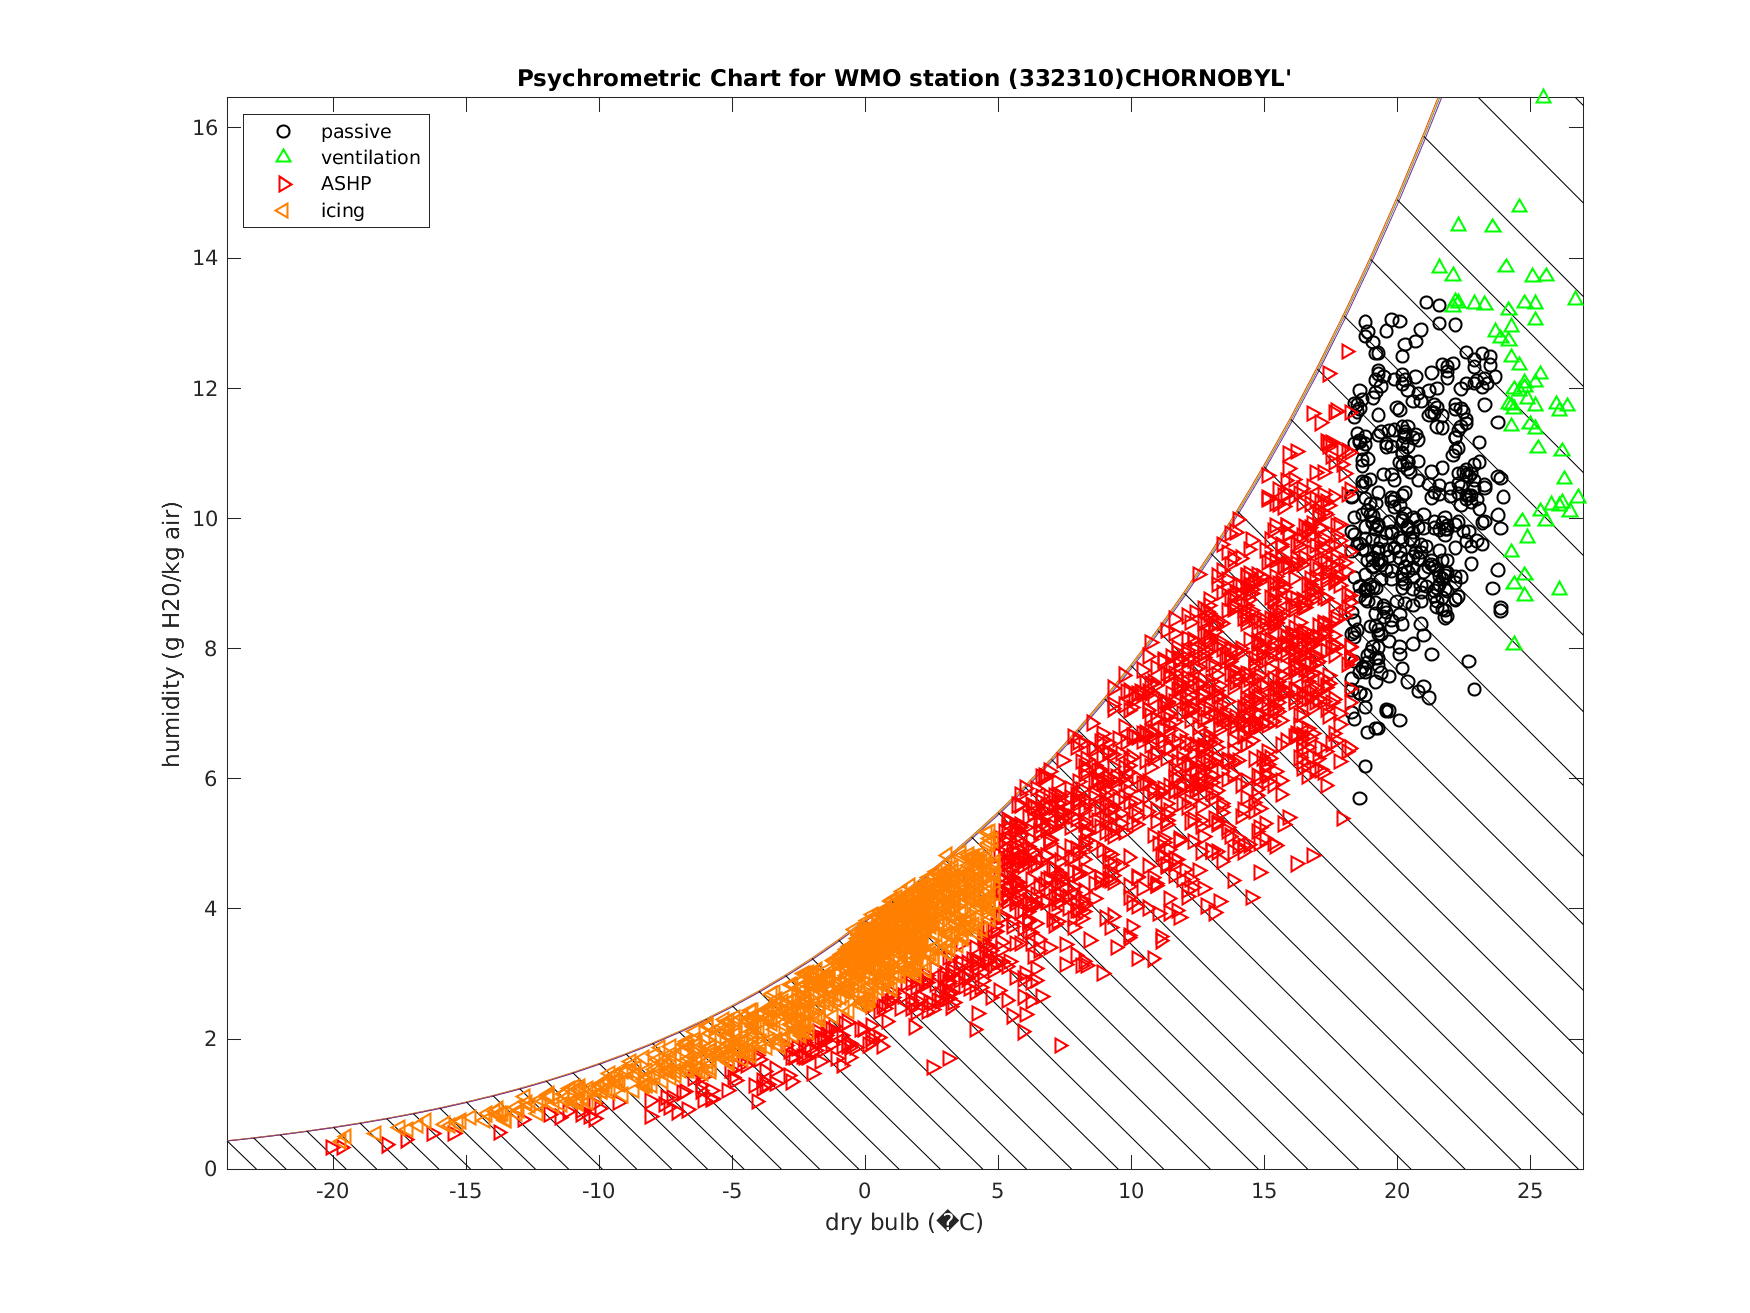 Psychrometric Chart for WMO station (332310)CHORNOBYL'
passive
ventilation
ASHP
icing
humidity (g H20/kg air)
16
14
12
10
8
6
4
2
0
-20 -15 -10 -5 0 5 10 15 20 25
dry bulb (�C)